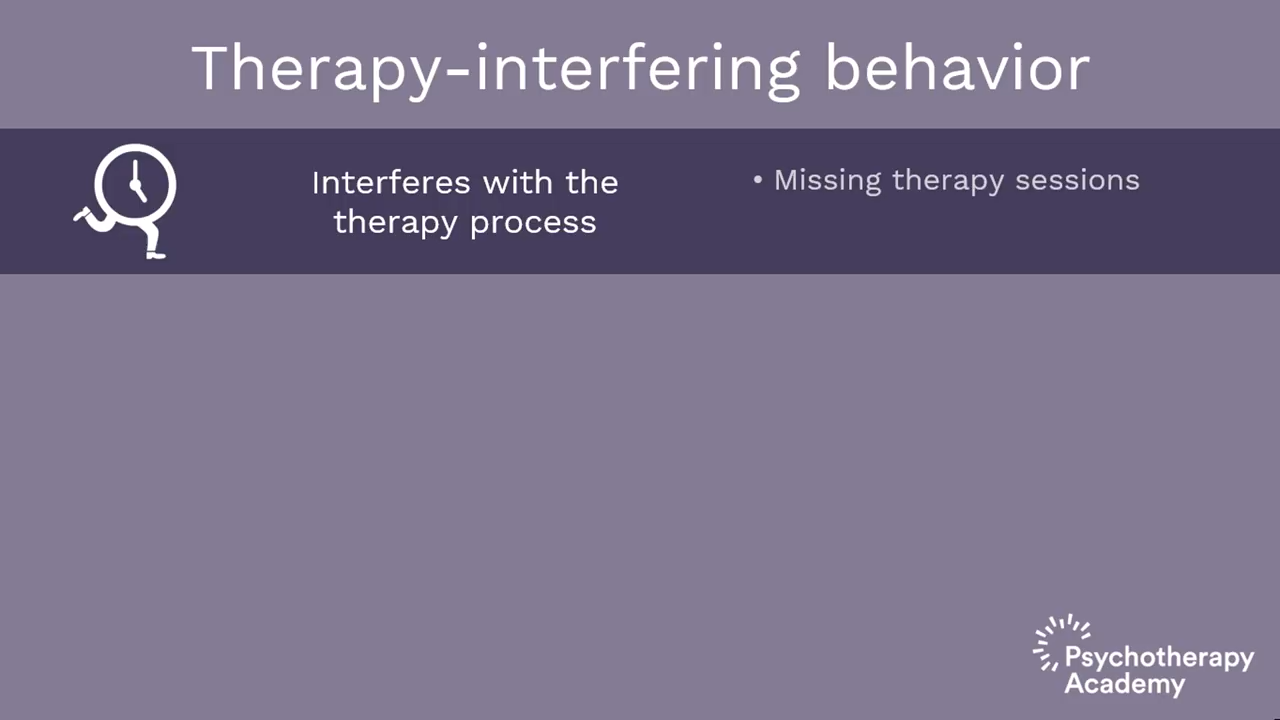 Therapy-interfering behavior
Interferes with the
therapy process
• Missing therapy sessions
Psychotherapy
Academy